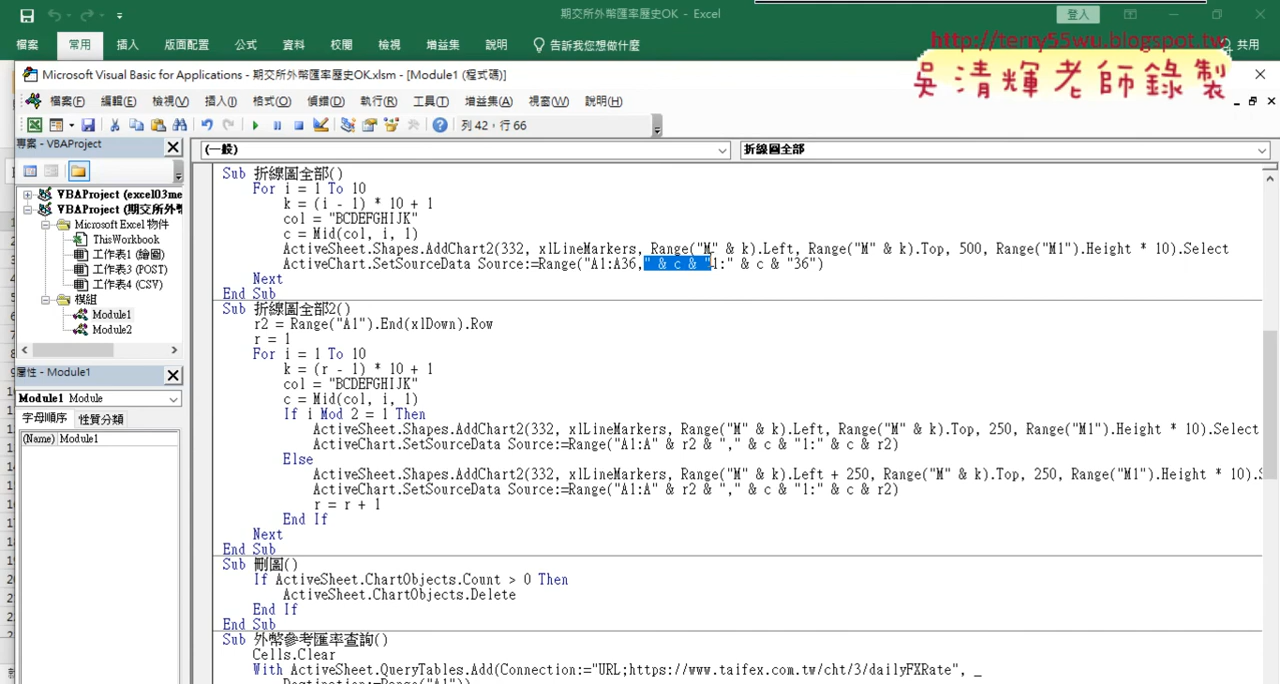 期交所外幣匯率歷史OK - Excel
登入
檔案 常用 插入 版面配置 公式 資料 校閱 檢視 增益集 說明 告訴我您想做什麼 共用
http://terry55wu.blogspot.tw
吳清輝老師錄製
Microsoft Visual Basic for Applications - 期交所外幣匯率歷史OK.xlsm - [Module1 (程式碼)]
檔案(F) 編輯(E) 檢視(V) 插入(I) 格式(O) 偵錯(D) 執行(R) 工具(T) 增益集(A) 視窗(W) 說明(H)
列 42，行 66
專案 - VBAProject
(一般) 折線圖全部
VBAProject (excel03me
VBAProject (期交所外幣
Microsoft Excel 物件
ThisWorkbook
工作表1 (繪圖)
工作表3 (POST)
工作表4 (CSV)
模組
Module1
Module2
屬性 - Module1
Module1 Module
字母順序 性質分類
(Name) Module1
Sub 折線圖全部()
For i = 1 To 10
k = (i - 1) * 10 + 1
col = "BCDEFGHIJK"
c = Mid(col, i, 1)
ActiveSheet.Shapes.AddChart2(332, xlLineMarkers, Range("M" & k).Left, Range("M" & k).Top, 500, Range("M1").Height * 10).Select
ActiveChart.SetSourceData Source:=Range("A1:A36," & c & "1:" & c & "36")
Next
End Sub
Sub 折線圖全部2()
r2 = Range("A1").End(xlDown).Row
r = 1
For i = 1 To 10
k = (r - 1) * 10 + 1
col = "BCDEFGHIJK"
c = Mid(col, i, 1)
If i Mod 2 = 1 Then
ActiveSheet.Shapes.AddChart2(332, xlLineMarkers, Range("M" & k).Left, Range("M" & k).Top, 250, Range("M1").Height * 10).Select
ActiveChart.SetSourceData Source:=Range("A1:A" & r2 & "," & c & "1:" & c & r2)
Else
ActiveSheet.Shapes.AddChart2(332, xlLineMarkers, Range("M" & k).Left + 250, Range("M" & k).Top, 250, Range("M1").Height * 10).S
ActiveChart.SetSourceData Source:=Range("A1:A" & r2 & "," & c & "1:" & c & r2)
r = r + 1
End If
Next
End Sub
Sub 刪圖()
If ActiveSheet.ChartObjects.Count > 0 Then
ActiveSheet.ChartObjects.Delete
End If
End Sub
Sub 外幣參考匯率查詢()
Cells.Clear
With ActiveSheet.QueryTables.Add(Connection:="URL;https://www.taifex.com.tw/cht/3/dailyFXRate", _
Destination:=Range("A1"))